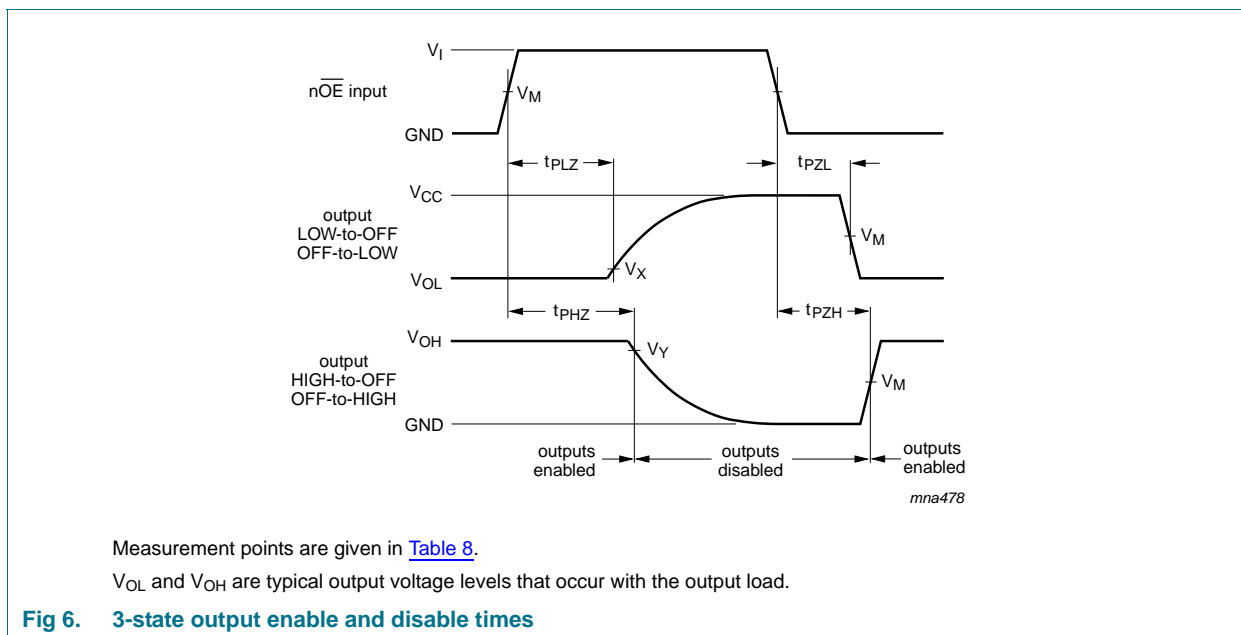 V_I
nO̅E̅ input
V_M
GND
t_PLZ
t_PZL
V_CC
output
LOW-to-OFF
OFF-to-LOW
V_M
V_X
V_OL
t_PHZ
t_PZH
V_OH
V_Y
output
HIGH-to-OFF
OFF-to-HIGH
V_M
GND
outputs
enabled
outputs
disabled
outputs
enabled
mna478
Measurement points are given in Table 8.
V_OL and V_OH are typical output voltage levels that occur with the output load.
Fig 6. 3-state output enable and disable times